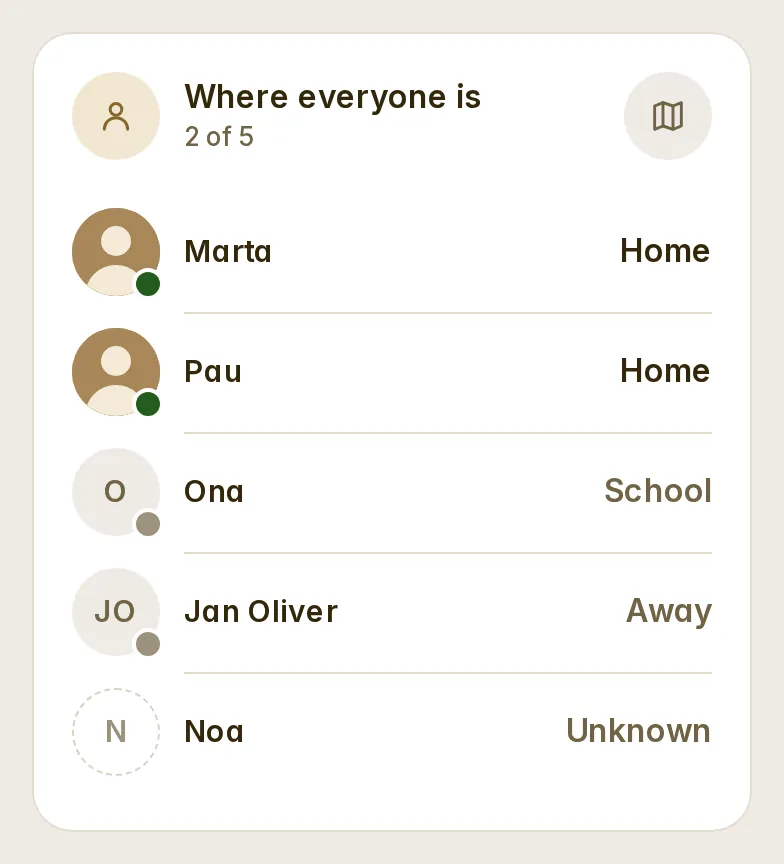 Where everyone is
2 of 5
Marta
Home
Pau
Home
O
Ona
School
JO
Jan Oliver
Away
N
Noa
Unknown